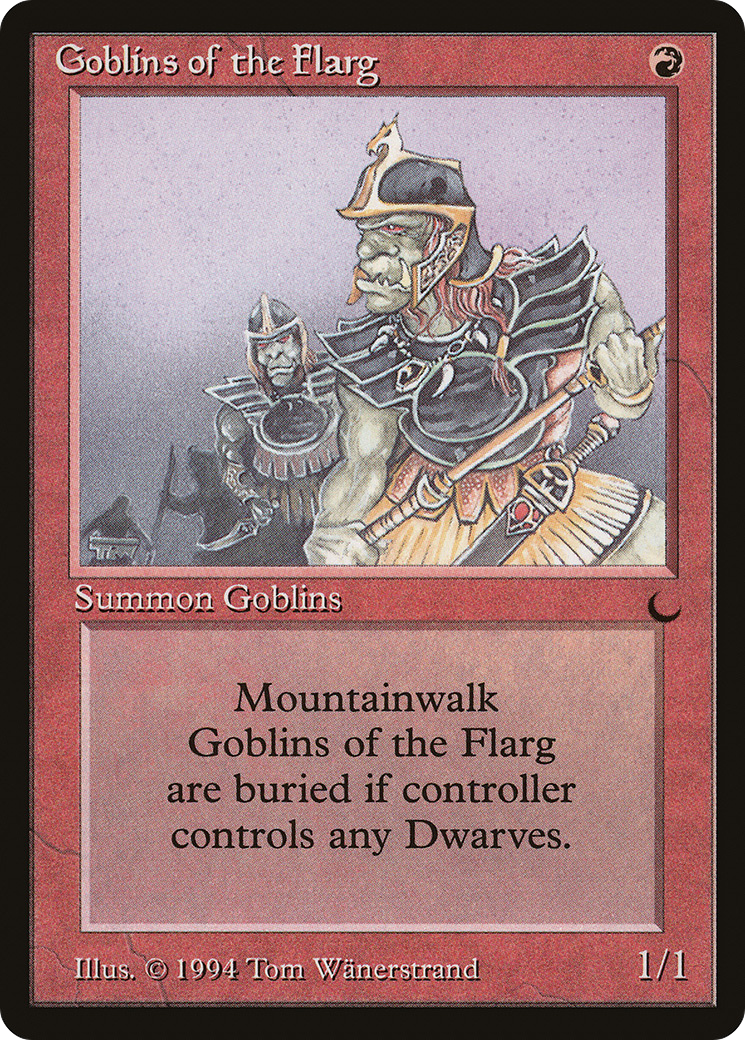 Goblins of the Flarg
Summon Goblins
Mountainwalk
Goblins of the Flarg
are buried if controller
controls any Dwarves.
Illus. © 1994 Tom Wänerstrand
1/1